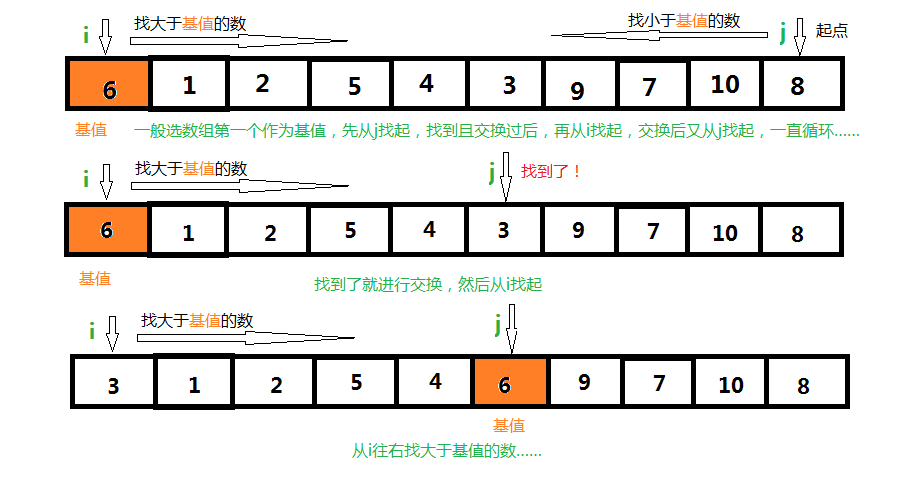 i 找大于基值的数 找小于基值的数 j 起点
6 1 2 5 4 3 9 7 10 8
基值 一般选数组第一个作为基值，先从j找起，找到且交换过后，再从i找起，交换后又从j找起，一直循环......
i 找大于基值的数 j 找到了！
6 1 2 5 4 3 9 7 10 8
基值 找到了就进行交换，然后从i找起
i 找大于基值的数 j
3 1 2 5 4 6 9 7 10 8
基值
从i往右找大于基值的数......